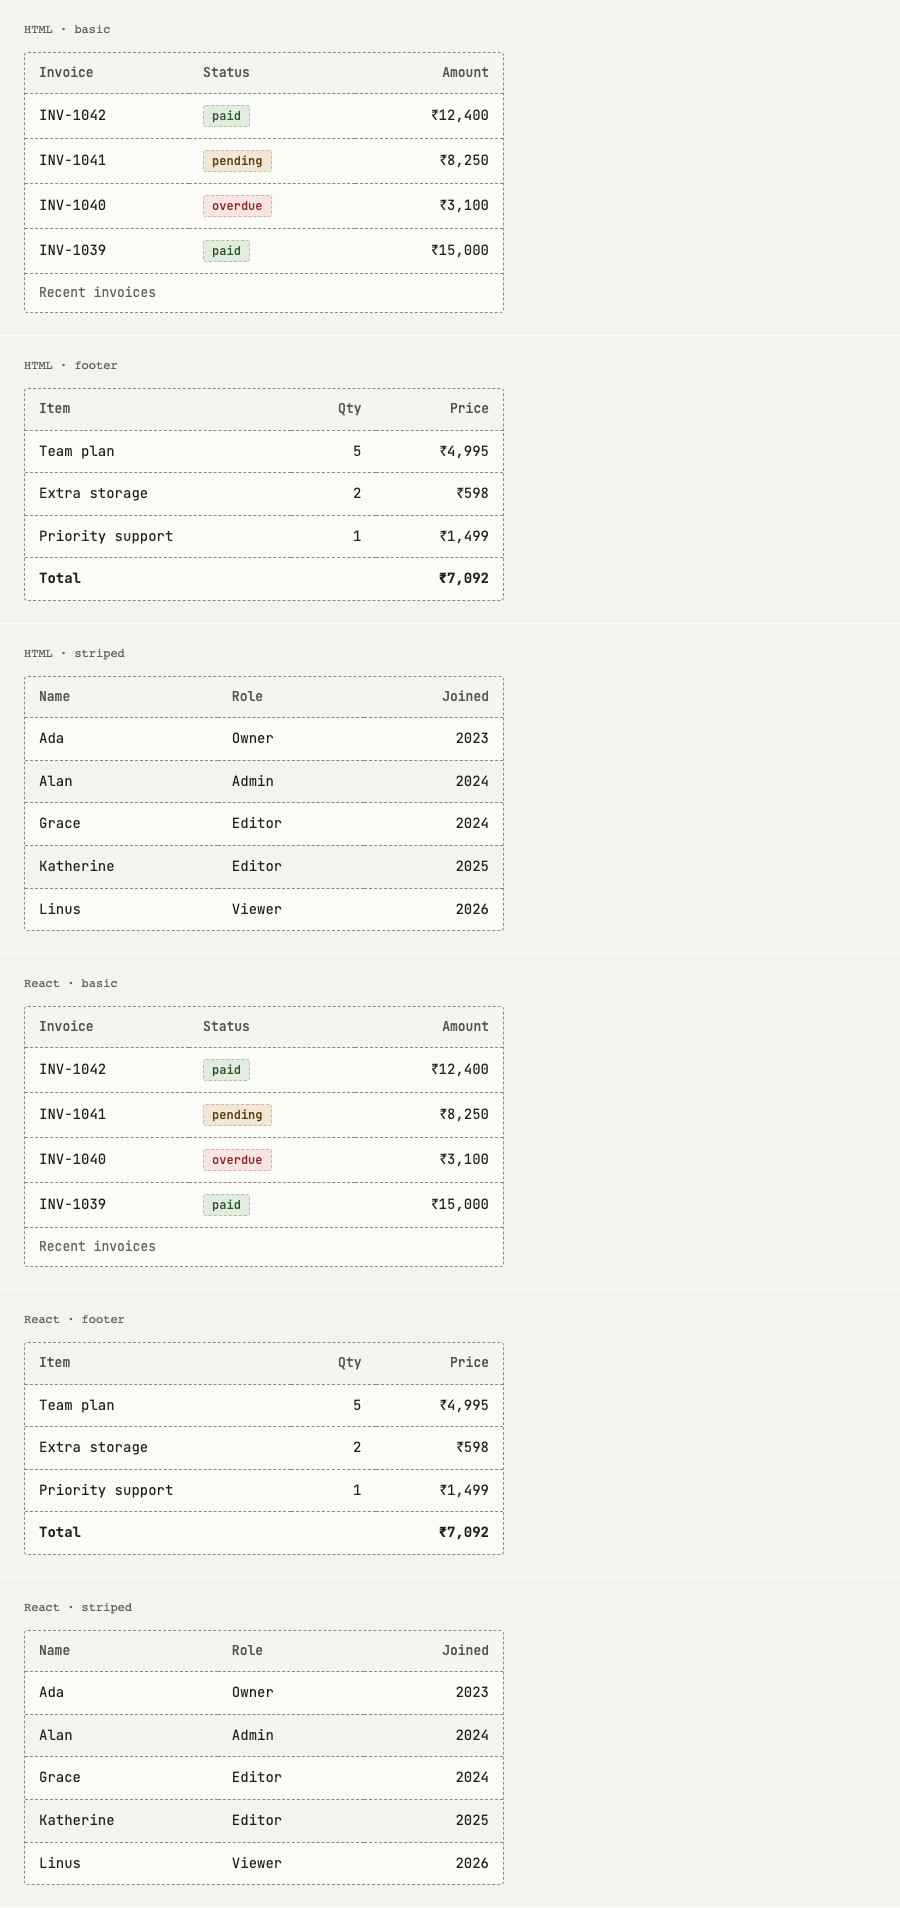 HTML · basic
Invoice Status Amount
INV-1042 paid ₹12,400
INV-1041 pending ₹8,250
INV-1040 overdue ₹3,100
INV-1039 paid ₹15,000
Recent invoices
HTML · footer
Item Qty Price
Team plan 5 ₹4,995
Extra storage 2 ₹598
Priority support 1 ₹1,499
Total ₹7,092
HTML · striped
Name Role Joined
Ada Owner 2023
Alan Admin 2024
Grace Editor 2024
Katherine Editor 2025
Linus Viewer 2026
React · basic
Invoice Status Amount
INV-1042 paid ₹12,400
INV-1041 pending ₹8,250
INV-1040 overdue ₹3,100
INV-1039 paid ₹15,000
Recent invoices
React · footer
Item Qty Price
Team plan 5 ₹4,995
Extra storage 2 ₹598
Priority support 1 ₹1,499
Total ₹7,092
React · striped
Name Role Joined
Ada Owner 2023
Alan Admin 2024
Grace Editor 2024
Katherine Editor 2025
Linus Viewer 2026